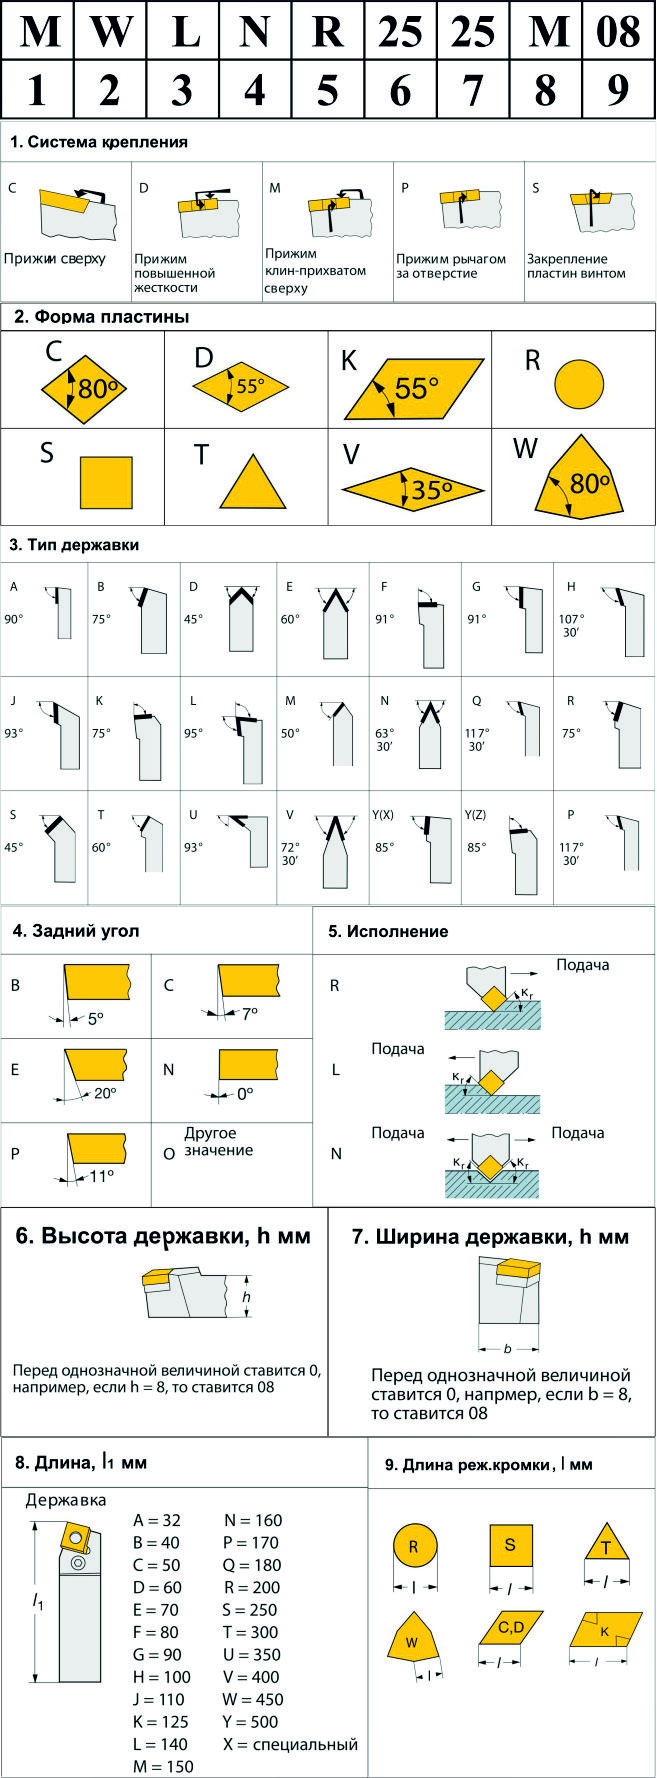 M W L N R 25 25 M 08
1 2 3 4 5 6 7 8 9
1. Система крепления
C D M P S
Прижим сверху
Прижим
повышенной
жесткости
Прижим
клин-прихватом
сверху
Прижим рычагом
за отверстие
Закрепление
пластин винтом
2. Форма пластины
C 80° D 55° K 55° R
S T V 35° W 80°
3. Тип державки
A B D E F G H
90° 75° 45° 60° 91° 91° 107°
30′
J K L M N Q R
93° 75° 95° 50° 63° 117° 75°
30′ 30′
S T U V Y(X) Y(Z) P
45° 60° 93° 72° 85° 85° 117°
30′ 30′
4. Задний угол
B 5° C 7°
E 20° N 0°
P 11° O Другое
значение
5. Исполнение
R Подача
κr
L Подача
κr
N Подача Подача
κr κr
6. Высота державки, h мм
h
Перед однозначной величиной ставится 0,
например, если h = 8, то ставится 08
7. Ширина державки, h мм
b
Перед однозначной величиной
ставится 0, напрмер, если b = 8,
то ставится 08
8. Длина, l1 мм
Державка
l1
A = 32 N = 160
B = 40 P = 170
C = 50 Q = 180
D = 60 R = 200
E = 70 S = 250
F = 80 T = 300
G = 90 U = 350
H = 100 V = 400
J = 110 W = 450
K = 125 Y = 500
L = 140 X = специальный
M = 150
9. Длина реж.кромки, l мм
R S T
l l l
W C,D K
l l l